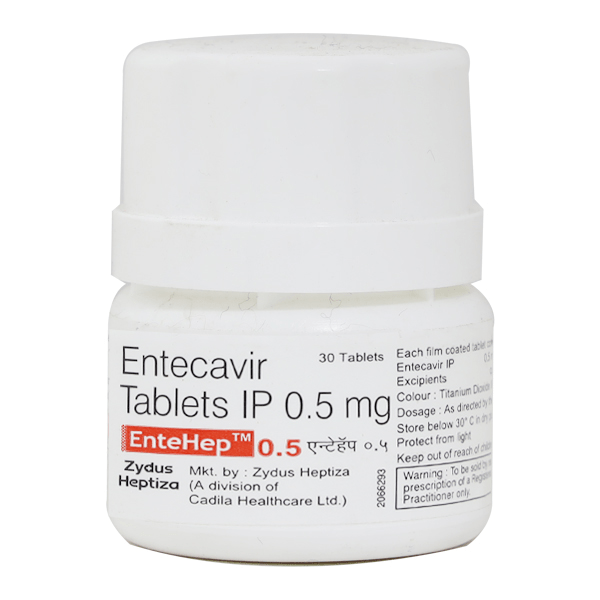 Entecavir
Tablets IP 0.5 mg
30 Tablets
EnteHep™ 0.5 एन्टेहॅप ०.५
Zydus
Heptiza
Mkt. by : Zydus Heptiza
(A division of
Cadila Healthcare Ltd.)
2066293
Each film coated tablet
Entecavir IP
Excipients
Colour : Titanium
Dosage : As directed by
Store below 30° C in
Protect from light
Keep out of reach of
Warning : To be sold by
prescription of a
Practitioner only.